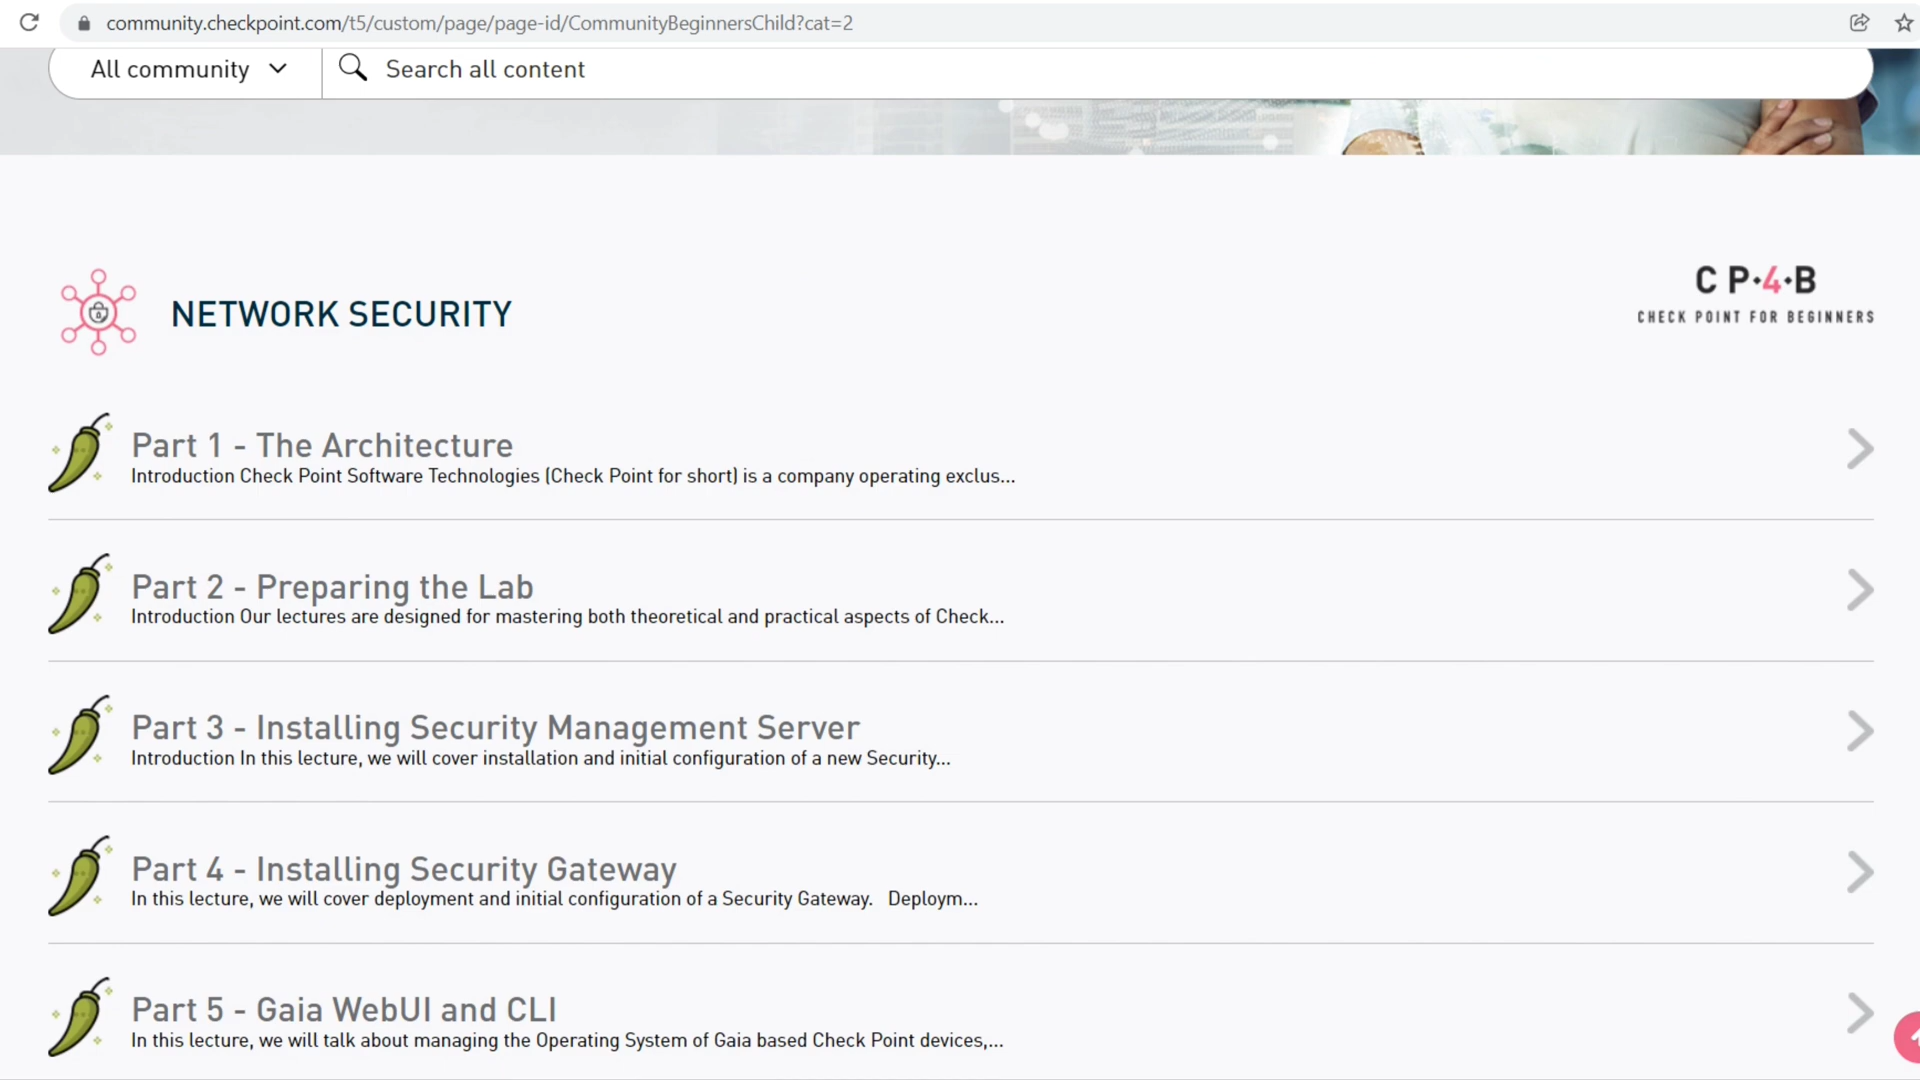 community.checkpoint.com/t5/custom/page/page-id/CommunityBeginnersChild?cat=2
All community
Search all content
NETWORK SECURITY
C P·4·B
CHECK POINT FOR BEGINNERS
Part 1 - The Architecture
Introduction Check Point Software Technologies (Check Point for short) is a company operating exclus...
Part 2 - Preparing the Lab
Introduction Our lectures are designed for mastering both theoretical and practical aspects of Check...
Part 3 - Installing Security Management Server
Introduction In this lecture, we will cover installation and initial configuration of a new Security...
Part 4 - Installing Security Gateway
In this lecture, we will cover deployment and initial configuration of a Security Gateway.   Deploym...
Part 5 - Gaia WebUI and CLI
In this lecture, we will talk about managing the Operating System of Gaia based Check Point devices,...